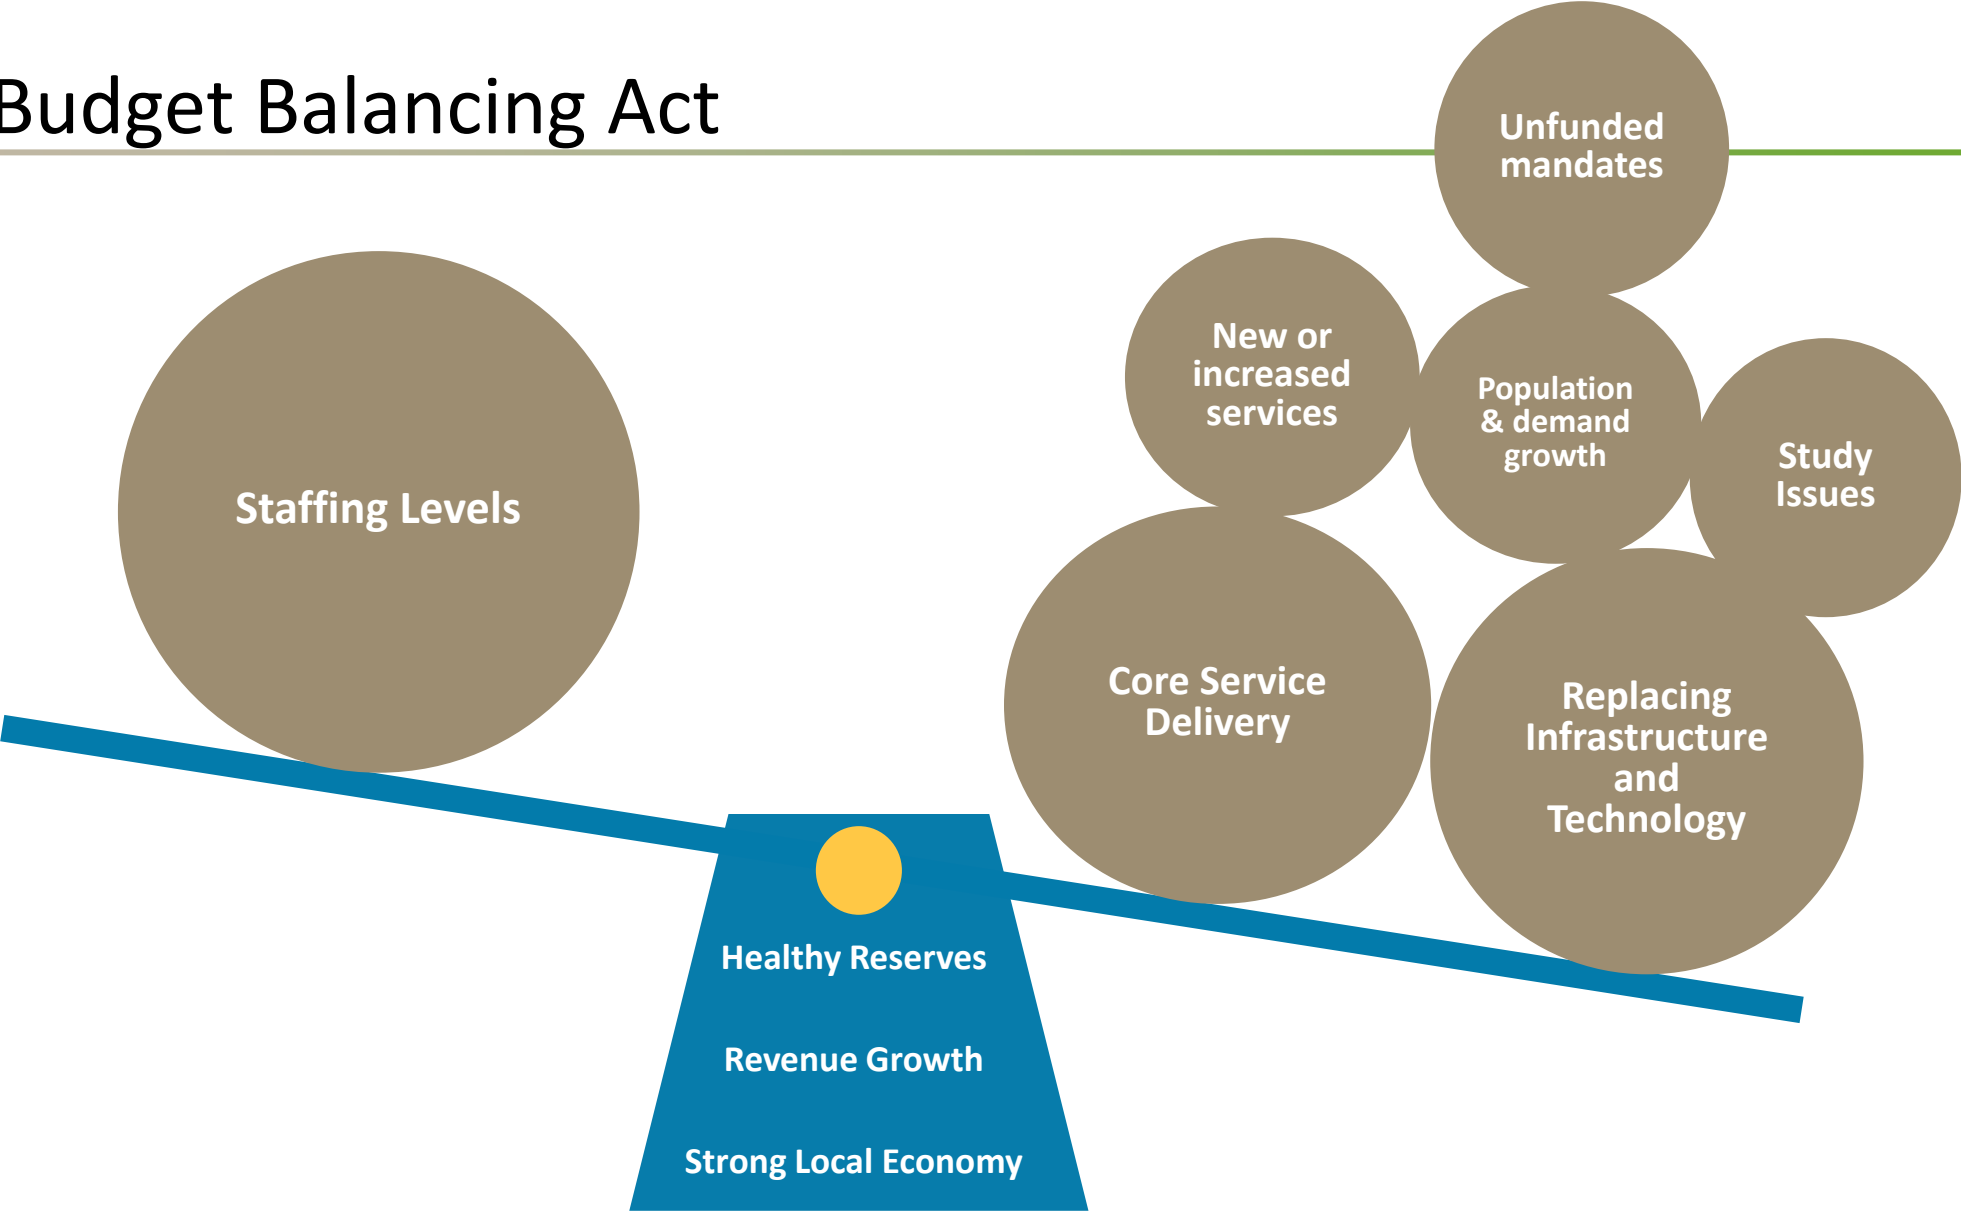 Budget Balancing Act
Unfunded
mandates
New or
increased
services
Population
& demand
growth
Study
Issues
Staffing Levels
Core Service
Delivery
Replacing
Infrastructure
and
Technology
Healthy Reserves
Revenue Growth
Strong Local Economy